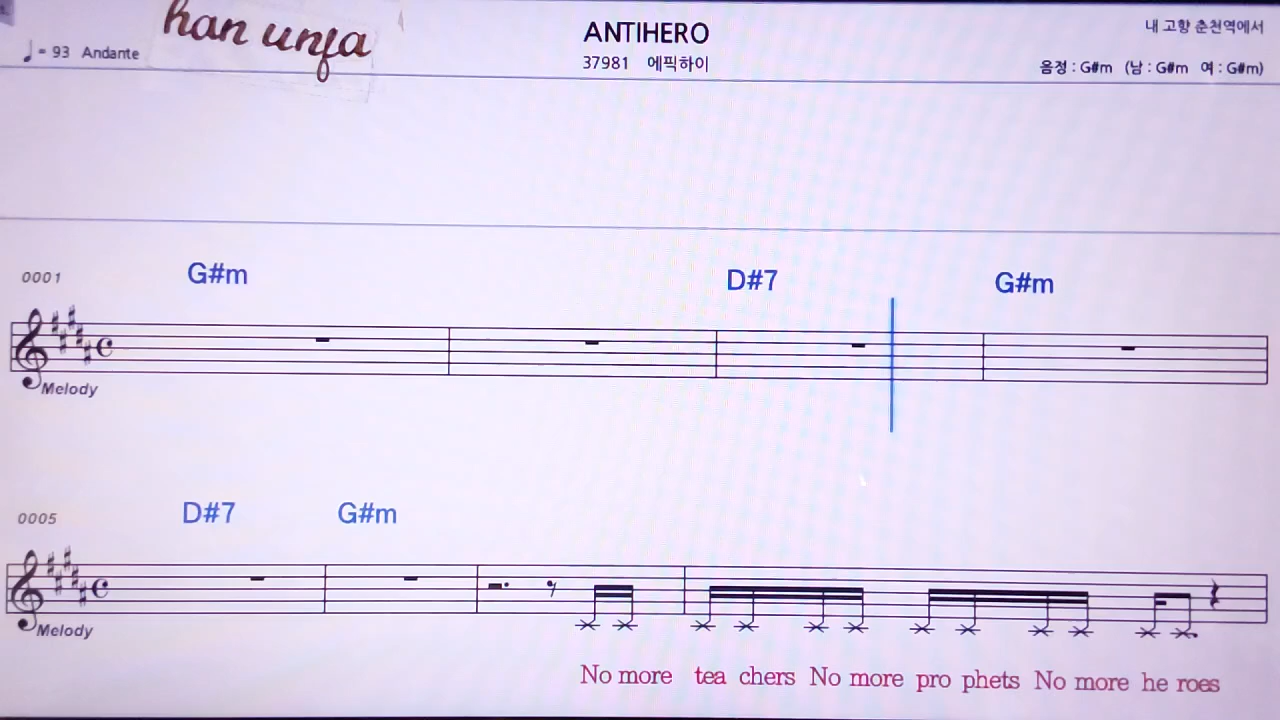 han unfa
♩ = 93 Andante
ANTIHERO
37981 에픽하이
내 고향 춘천역에서
음정 : G#m (남 : G#m 여 : G#m)
0001
G#m D#7 G#m
Melody
0005
D#7 G#m
Melody
No more tea chers No more pro phets No more he roes